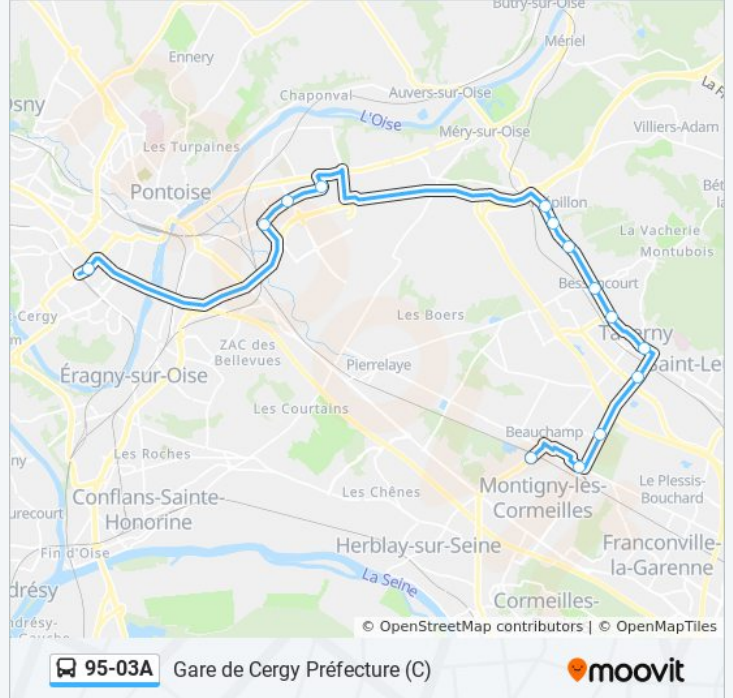 Butry-sur-Oise
Mériel
Ennery
Osny
Chaponval
Auvers-sur-Oise
L'Oise
Méry-sur-Oise
Villiers-Adam
Les Turpaines
Pontoise
Épillon
La Vacherie
Montubois
Bessancourt
Cergy
Les Boers
ZAC des
Bellevues
Taverny
Pierrelaye
Saint-Leu
Éragny-sur-Oise
Les Courtains
Beauchamp
Les Roches
Montigny-lès-
Cormeilles
Le Plessis-
Bouchard
Les Chênes
Conflans-Sainte-
Honorine
Fin d'Oise
Herblay-sur-Seine
Franconville-
la-Garenne
La Seine
Cormeilles-
© OpenStreetMap contributors | © OpenMapTiles
95-03A Gare de Cergy Préfecture (C)
moovit